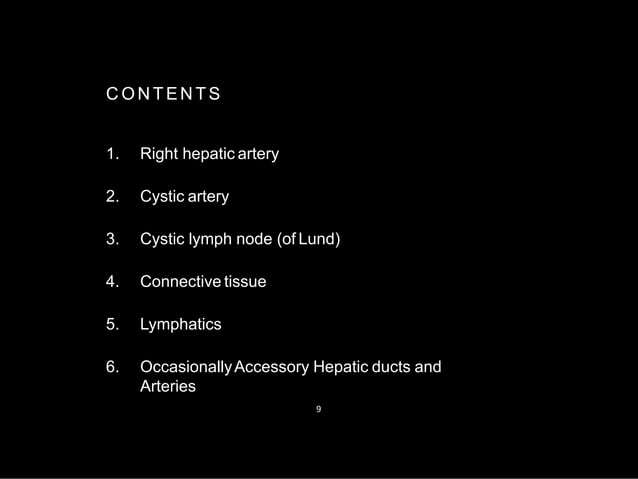 CONTENTS
1. Right hepatic artery
2. Cystic artery
3. Cystic lymph node (of Lund)
4. Connective tissue
5. Lymphatics
6. Occasionally Accessory Hepatic ducts and
Arteries
9